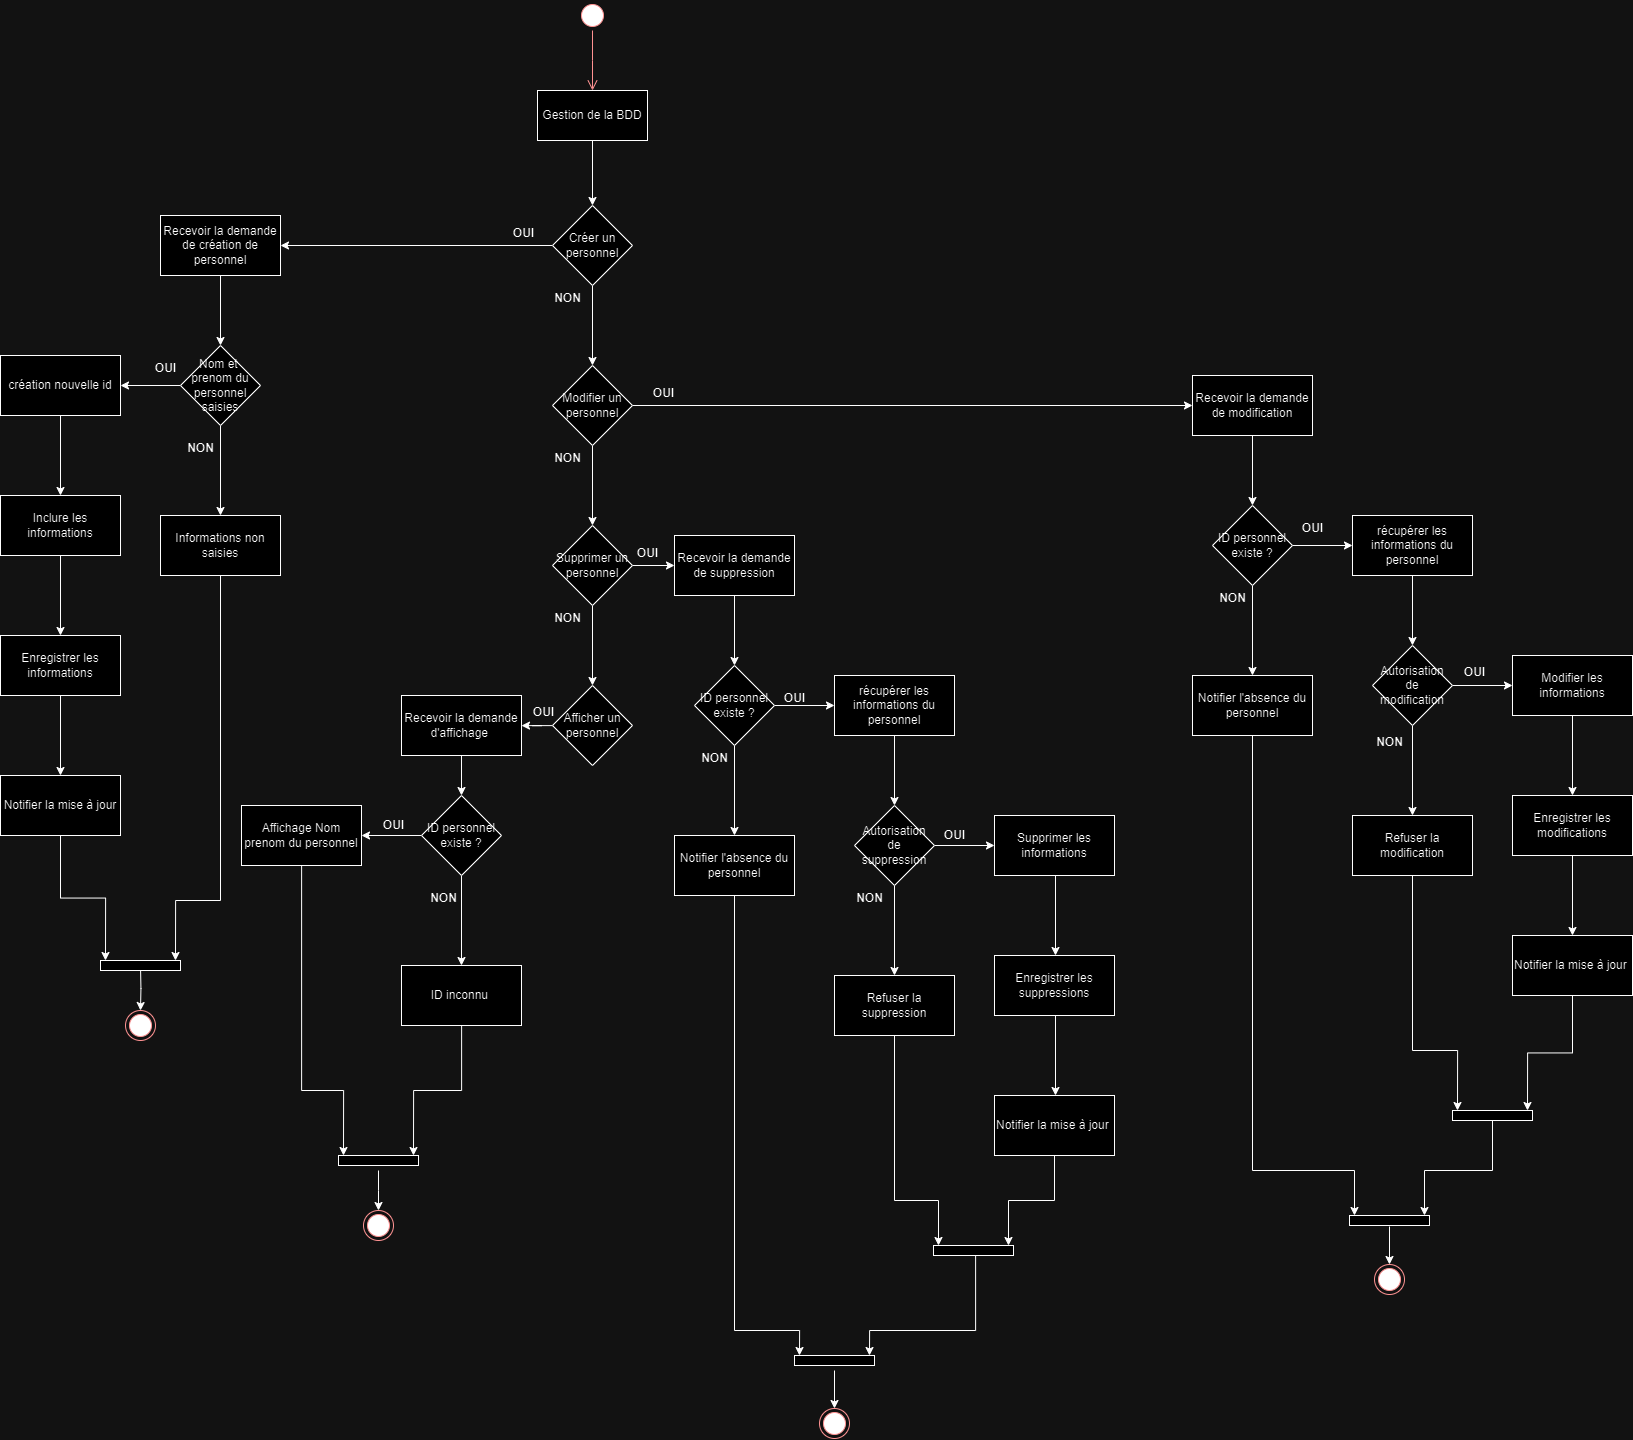 Gestion de la BDD
Créer un
personnel
OUI
NON
Recevoir la demande
de création de
personnel
Nom et
prenom du
personnel
saisies
OUI
NON
création nouvelle id
Inclure les
informations
Enregistrer les
informations
Notifier la mise à jour
Informations non
saisies
Modifier un
personnel
OUI
NON
Recevoir la demande
de modification
ID personnel
existe ?
OUI
NON
récupérer les
informations du
personnel
Notifier l'absence du
personnel
Autorisation
de
modification
OUI
NON
Modifier les
informations
Enregistrer les
modifications
Notifier la mise à jour
Refuser la
modification
Supprimer un
personnel
OUI
NON
Recevoir la demande
de suppression
ID personnel
existe ?
OUI
NON
récupérer les
informations du
personnel
Notifier l'absence du
personnel
Autorisation
de
suppression
OUI
NON
Supprimer les
informations
Enregistrer les
suppressions
Notifier la mise à jour
Refuser la
suppression
Afficher un
personnel
OUI
Recevoir la demande
d'affichage
ID personnel
existe ?
OUI
NON
Affichage Nom
prenom du personnel
ID inconnu